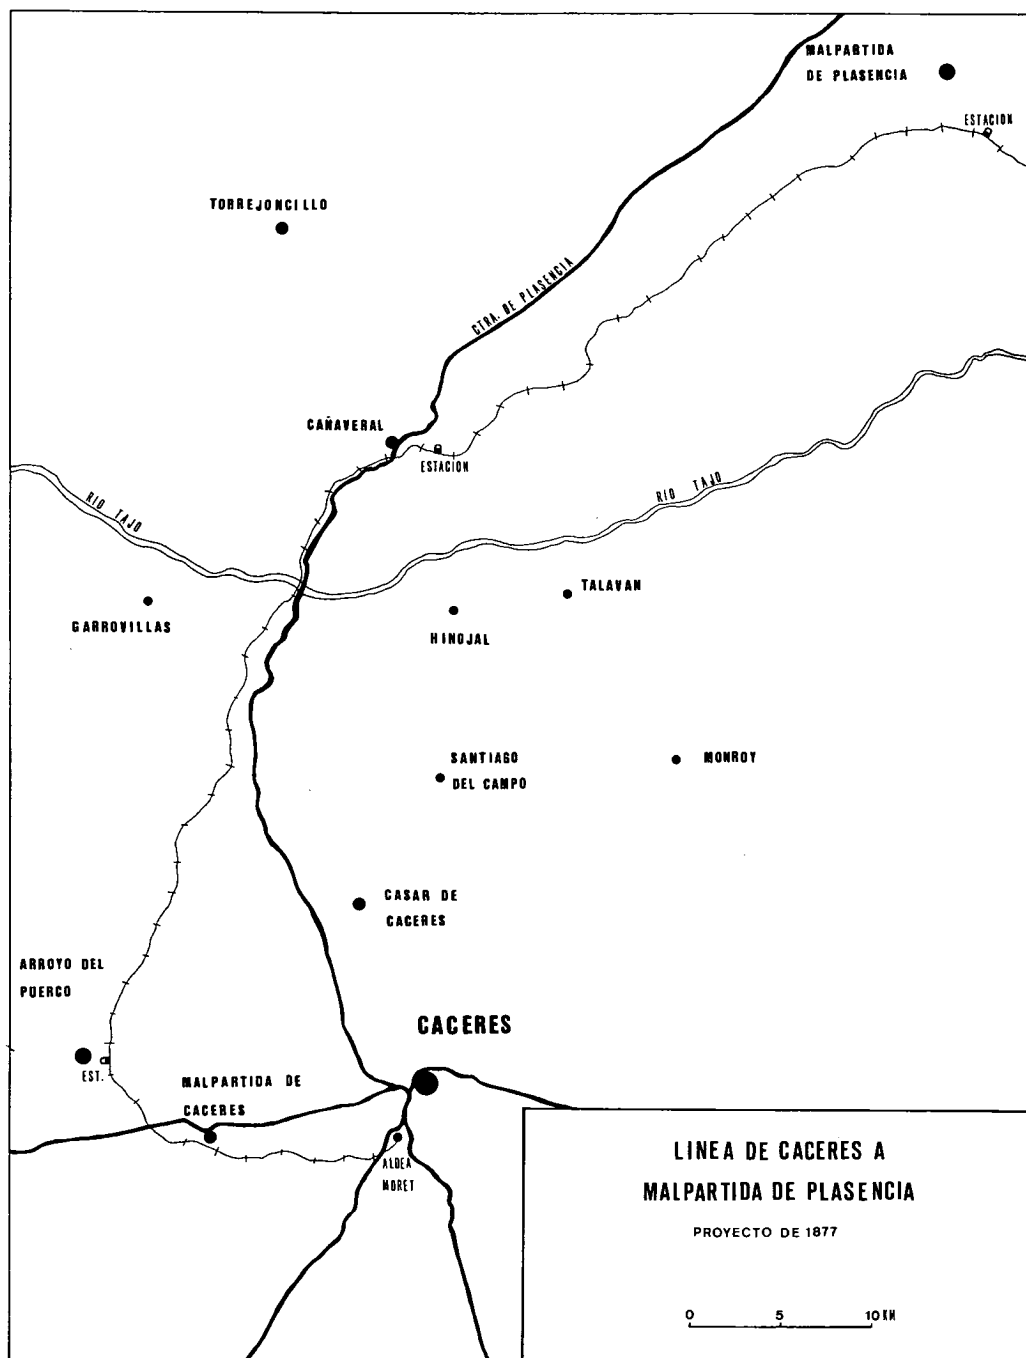 MALPARTIDA
DE PLASENCIA
ESTACION
TORREJONCILLO
CTRA. DE PLASENCIA
CAÑAVERAL
ESTACION
RIO TAJO
RIO TAJO
TALAVAN
GARROVILLAS
HINOJAL
SANTIAGO
DEL CAMPO
MONROY
CASAR DE
CACERES
ARROYO DEL
PUERCO
CACERES
EST.
MALPARTIDA DE
CACERES
ALDEA
MORET
LINEA DE CACERES A
MALPARTIDA DE PLASENCIA
PROYECTO DE 1877
0 5 10 KM